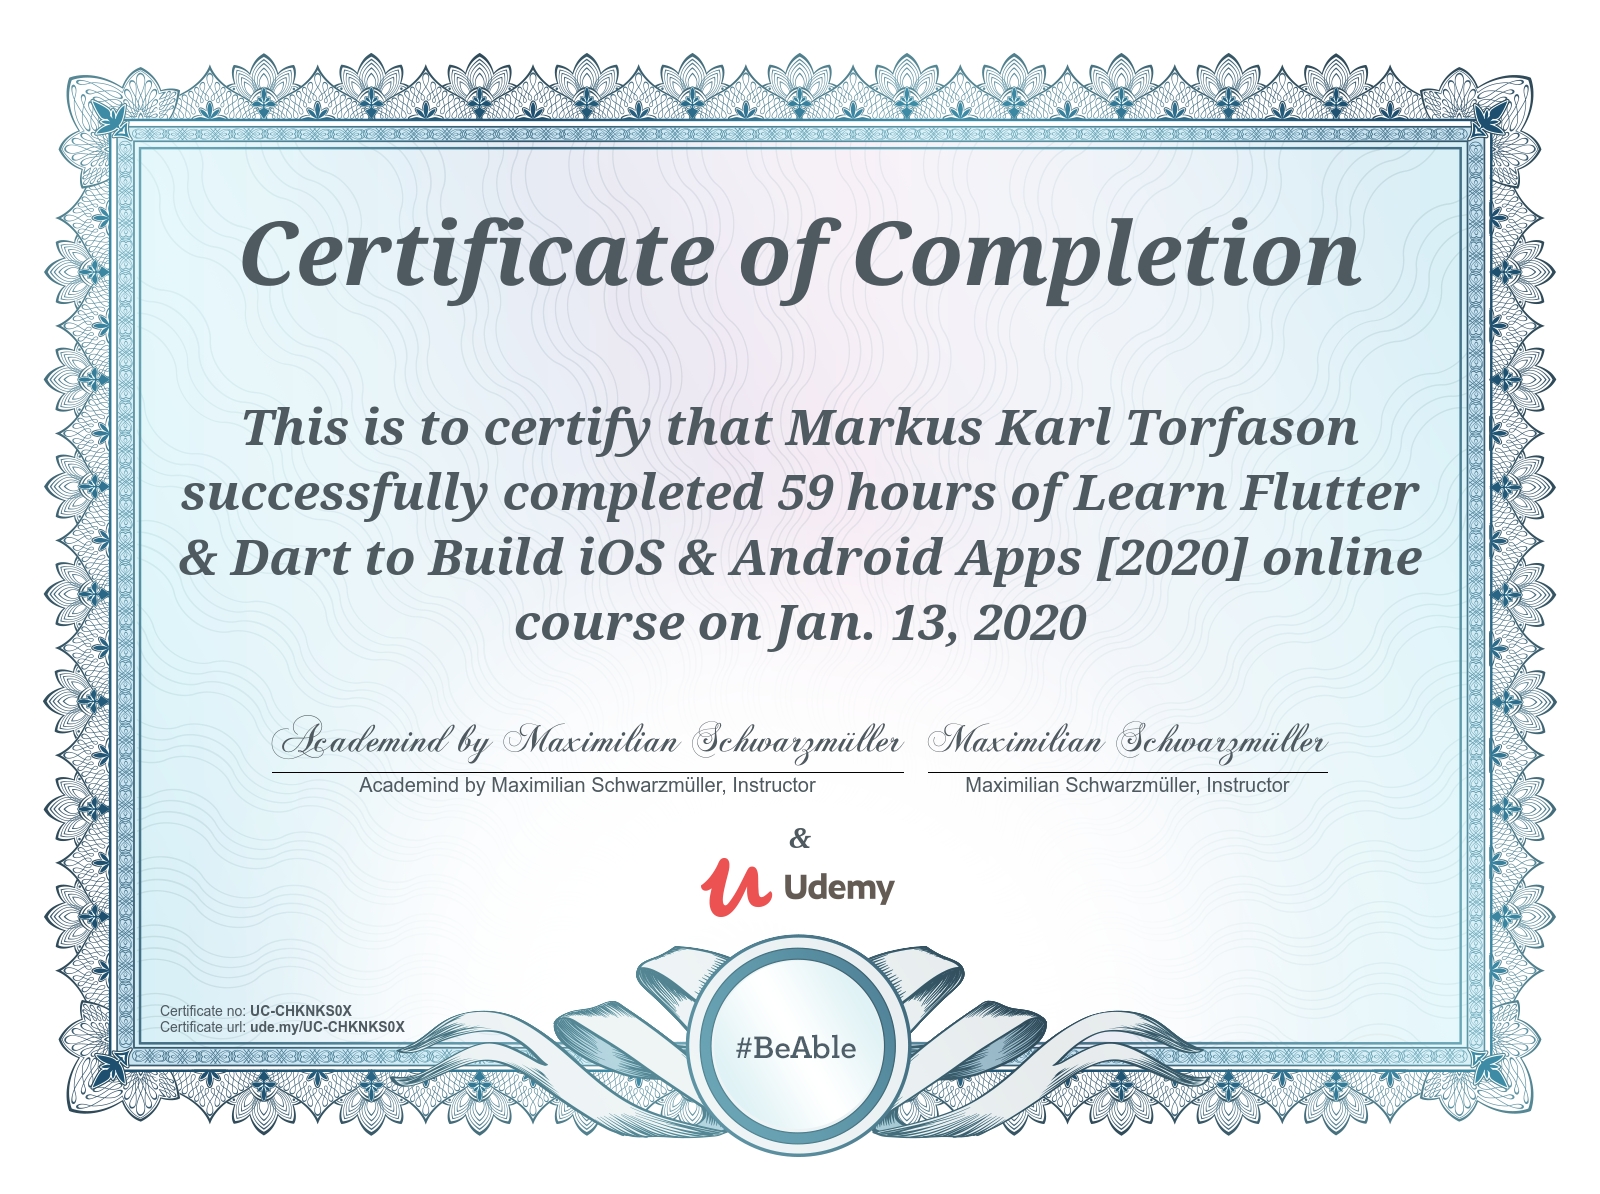 Certificate of Completion
This is to certify that Markus Karl Torfason
successfully completed 59 hours of Learn Flutter
& Dart to Build iOS & Android Apps [2020] online
course on Jan. 13, 2020
Academind by Maximilian Schwarzmüller Maximilian Schwarzmüller
Academind by Maximilian Schwarzmüller, Instructor Maximilian Schwarzmüller, Instructor
&
Udemy
Certificate no: UC-CHKNKS0X
Certificate url: ude.my/UC-CHKNKS0X
#BeAble